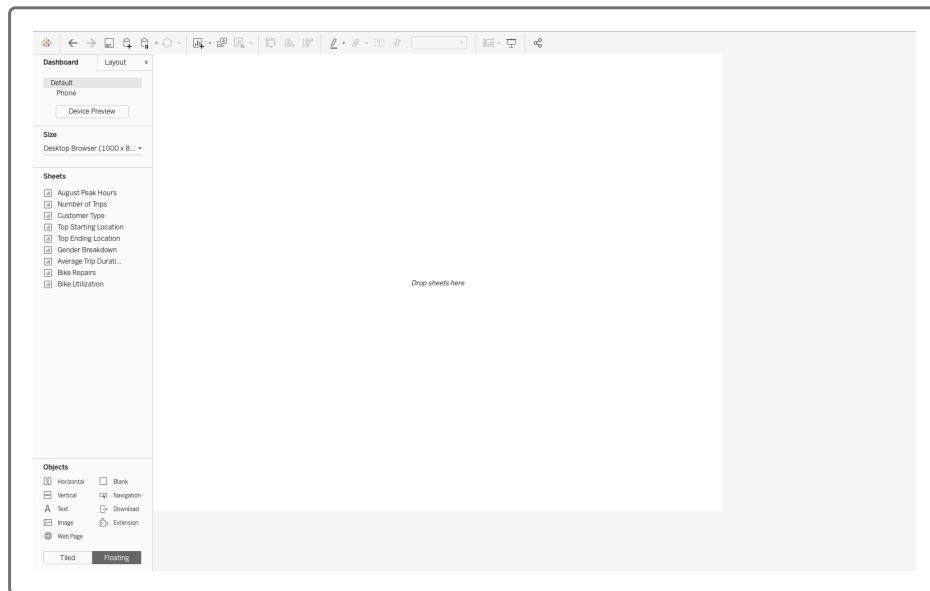 Dashboard Layout
Default
Phone
Device Preview
Size
Desktop Browser (1000 x 8...
Sheets
August Peak Hours
Number of Trips
Customer Type
Top Starting Location
Top Ending Location
Gender Breakdown
Average Trip Durati...
Bike Repairs
Bike Utilization
Drop sheets here
Objects
Horizontal Blank
Vertical Navigation
A Text Download
Image Extension
Web Page
Tiled Floating